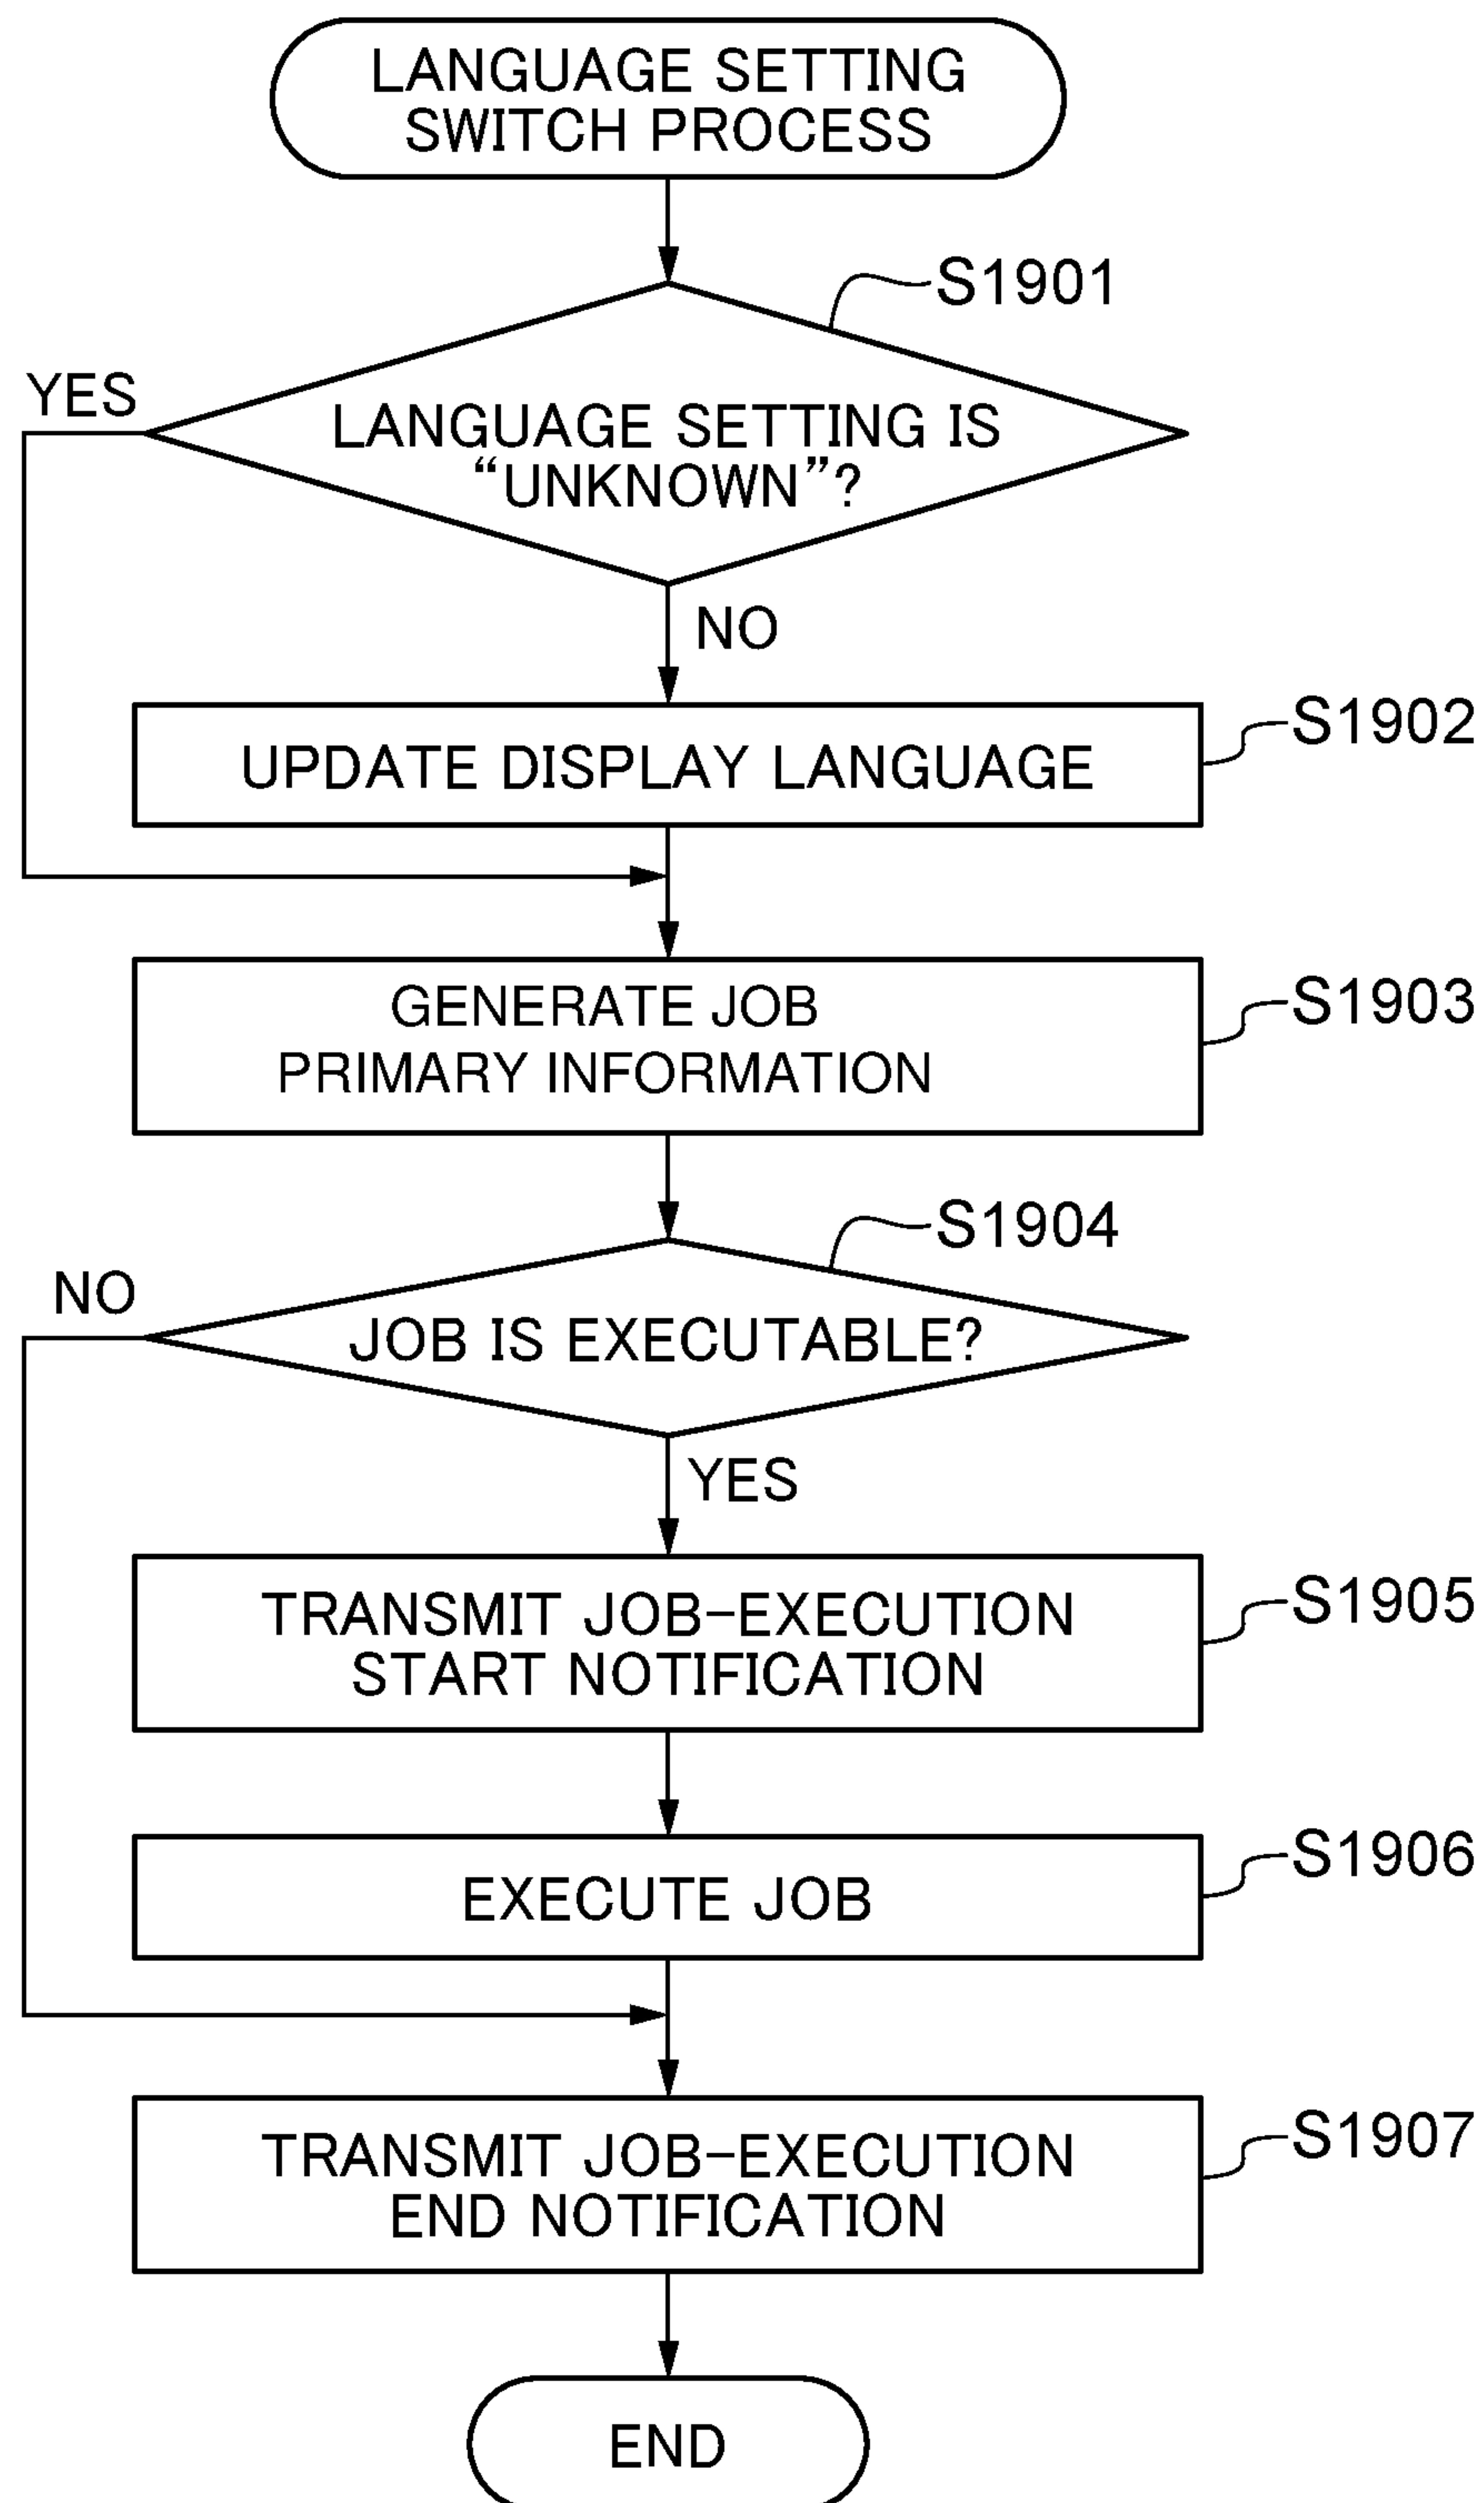 LANGUAGE SETTING
SWITCH PROCESS
S1901
YES
LANGUAGE SETTING IS
“UNKNOWN”?
NO
S1902
UPDATE DISPLAY LANGUAGE
S1903
GENERATE JOB
PRIMARY INFORMATION
S1904
NO
JOB IS EXECUTABLE?
YES
S1905
TRANSMIT JOB-EXECUTION
START NOTIFICATION
S1906
EXECUTE JOB
S1907
TRANSMIT JOB-EXECUTION
END NOTIFICATION
END